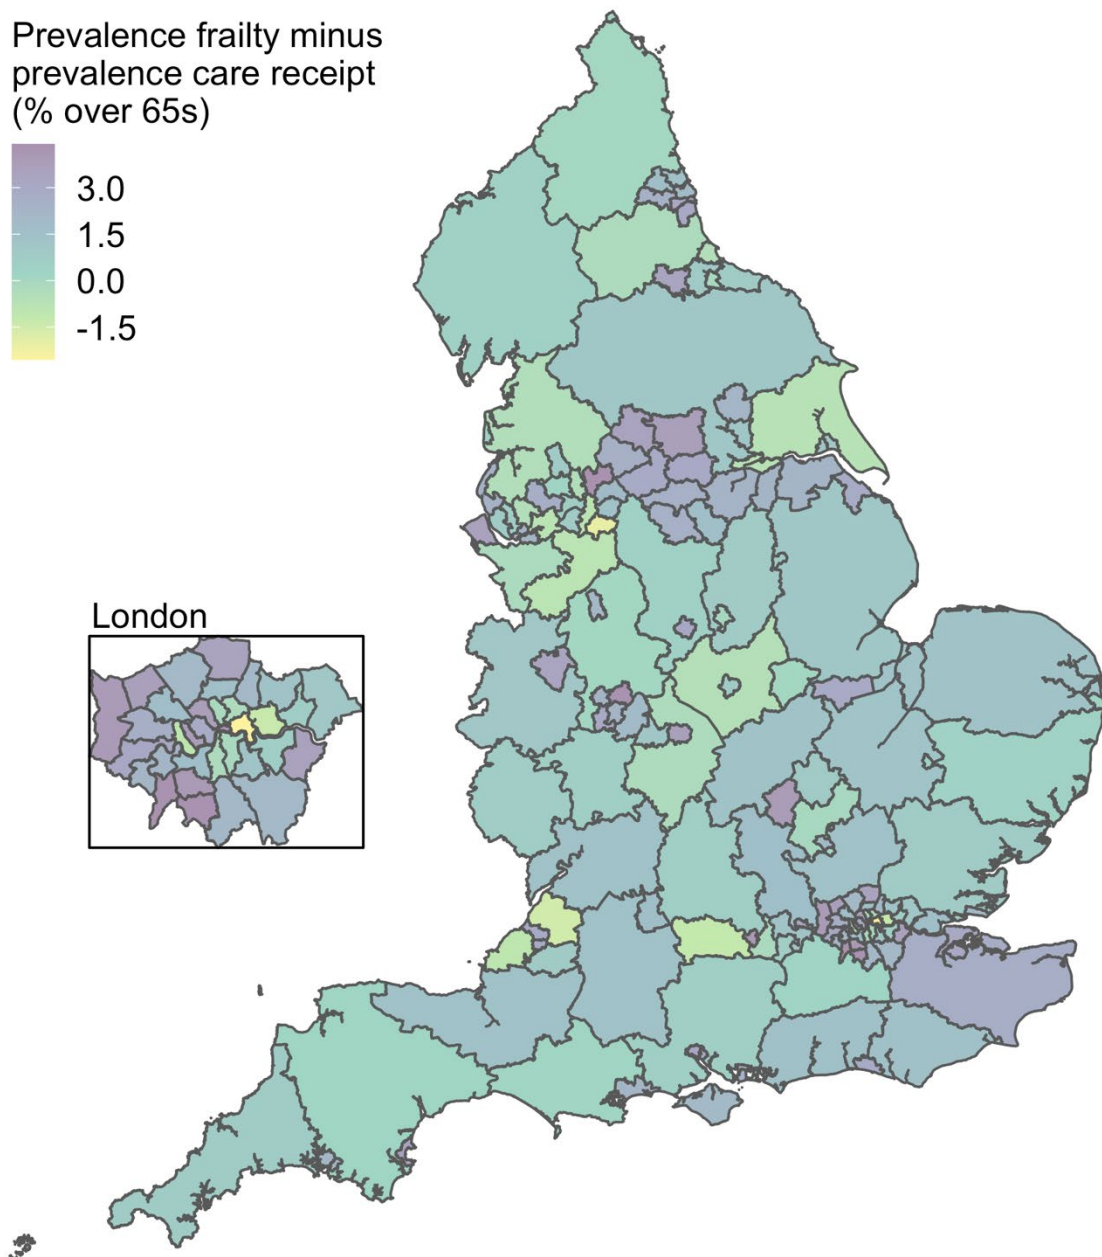 Prevalence frailty minus
prevalence care receipt
(% over 65s)
3.0
1.5
0.0
-1.5
London